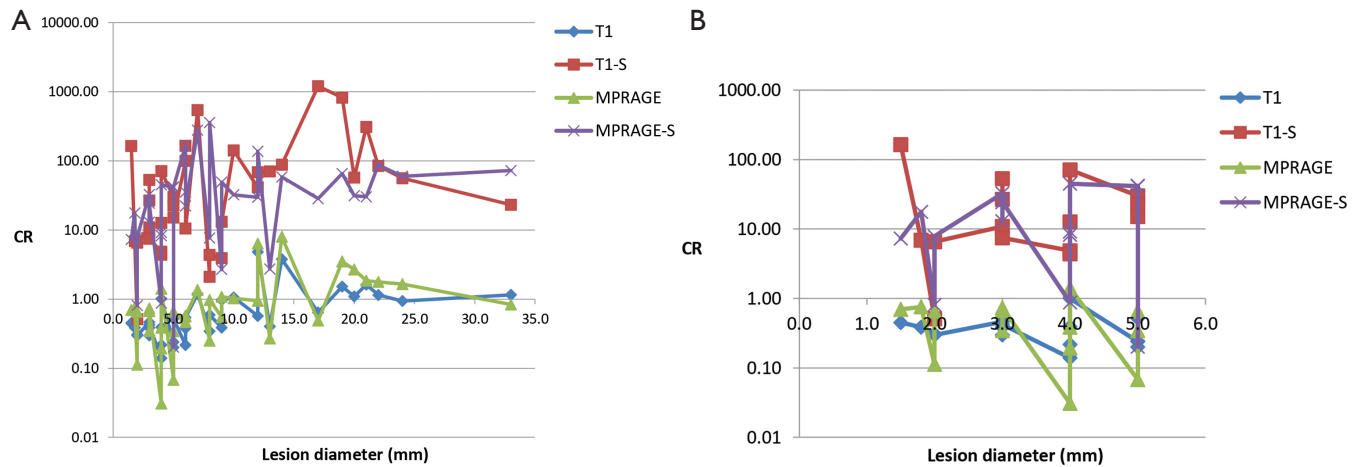 A
10000.00
1000.00
100.00
10.00
1.00
0.10
0.01
CR
0.0 5.0 10.0 15.0 20.0 25.0 30.0 35.0
Lesion diameter (mm)
T1
T1-S
MPRAGE
MPRAGE-S
B
1000.00
100.00
10.00
1.00
0.10
0.01
CR
0.0 1.0 2.0 3.0 4.0 5.0 6.0
Lesion diameter (mm)
T1
T1-S
MPRAGE
MPRAGE-S